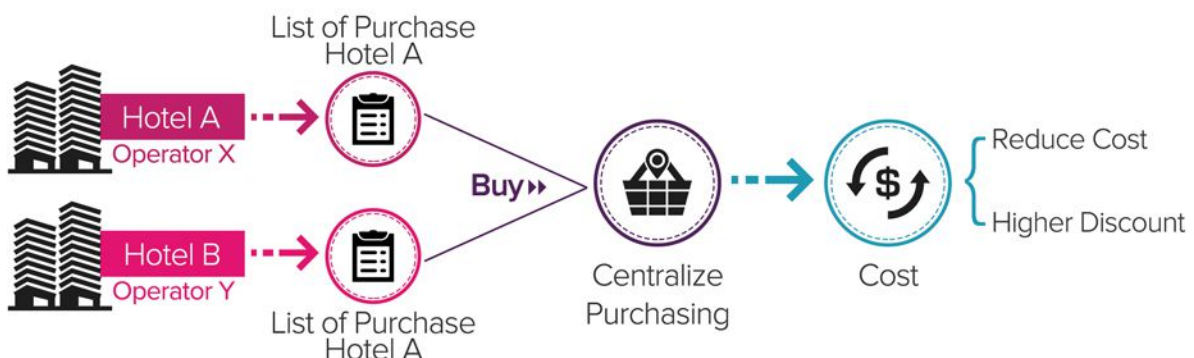 List of Purchase
Hotel A
Hotel A
Operator X
Buy
Hotel B
Operator Y
List of Purchase
Hotel A
Centralize
Purchasing
$
Cost
Reduce Cost
Higher Discount